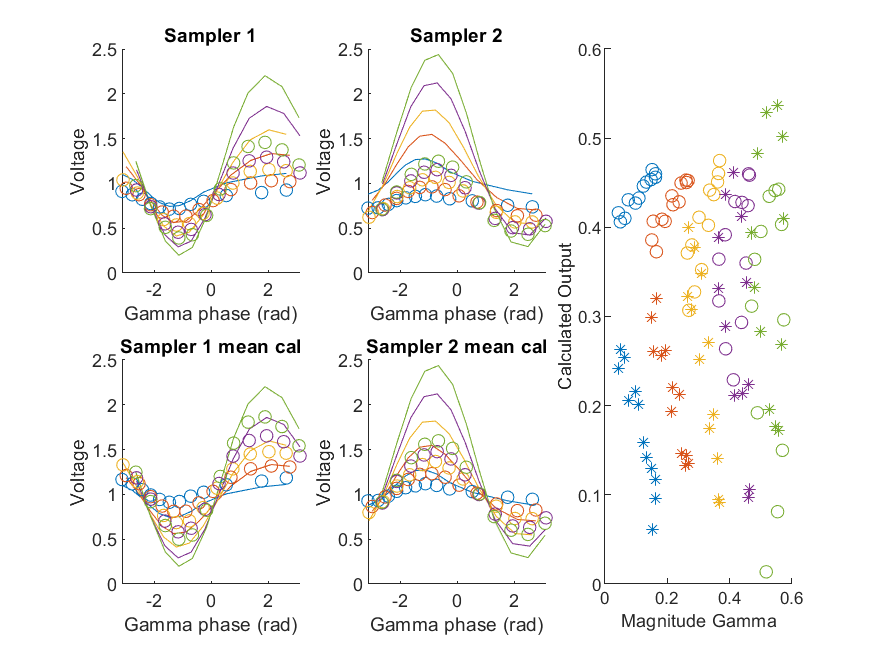 Sampler 1
2.5
2
1.5
1
0.5
0
Voltage
-2 0 2
Gamma phase (rad)
Sampler 2
2.5
2
1.5
1
0.5
0
Voltage
-2 0 2
Gamma phase (rad)
Sampler 1 mean cal
2.5
2
1.5
1
0.5
0
Voltage
-2 0 2
Gamma phase (rad)
Sampler 2 mean cal
2.5
2
1.5
1
0.5
0
Voltage
-2 0 2
Gamma phase (rad)
0.6
0.5
0.4
0.3
0.2
0.1
0
Calculated Output
0 0.2 0.4 0.6
Magnitude Gamma